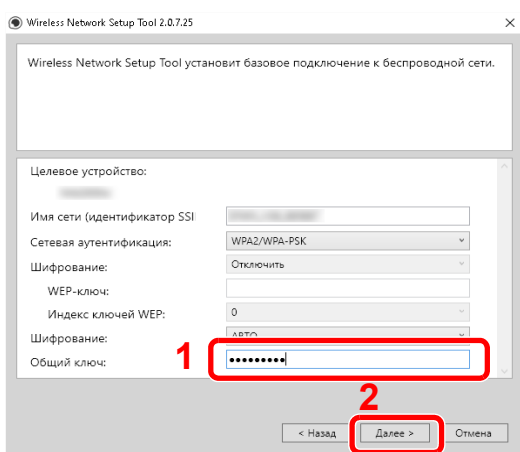 Wireless Network Setup Tool 2.0.7.25
Wireless Network Setup Tool установит базовое подключение к беспроводной сети.
Целевое устройство:
Имя сети (идентификатор SSI
Сетевая аутентификация: WPA2/WPA-PSK
Шифрование: Отключить
WEP-ключ:
Индекс ключей WEP: 0
Шифрование: АВТО
1
Общий ключ: •••••••••
2
< Назад Далее > Отмена